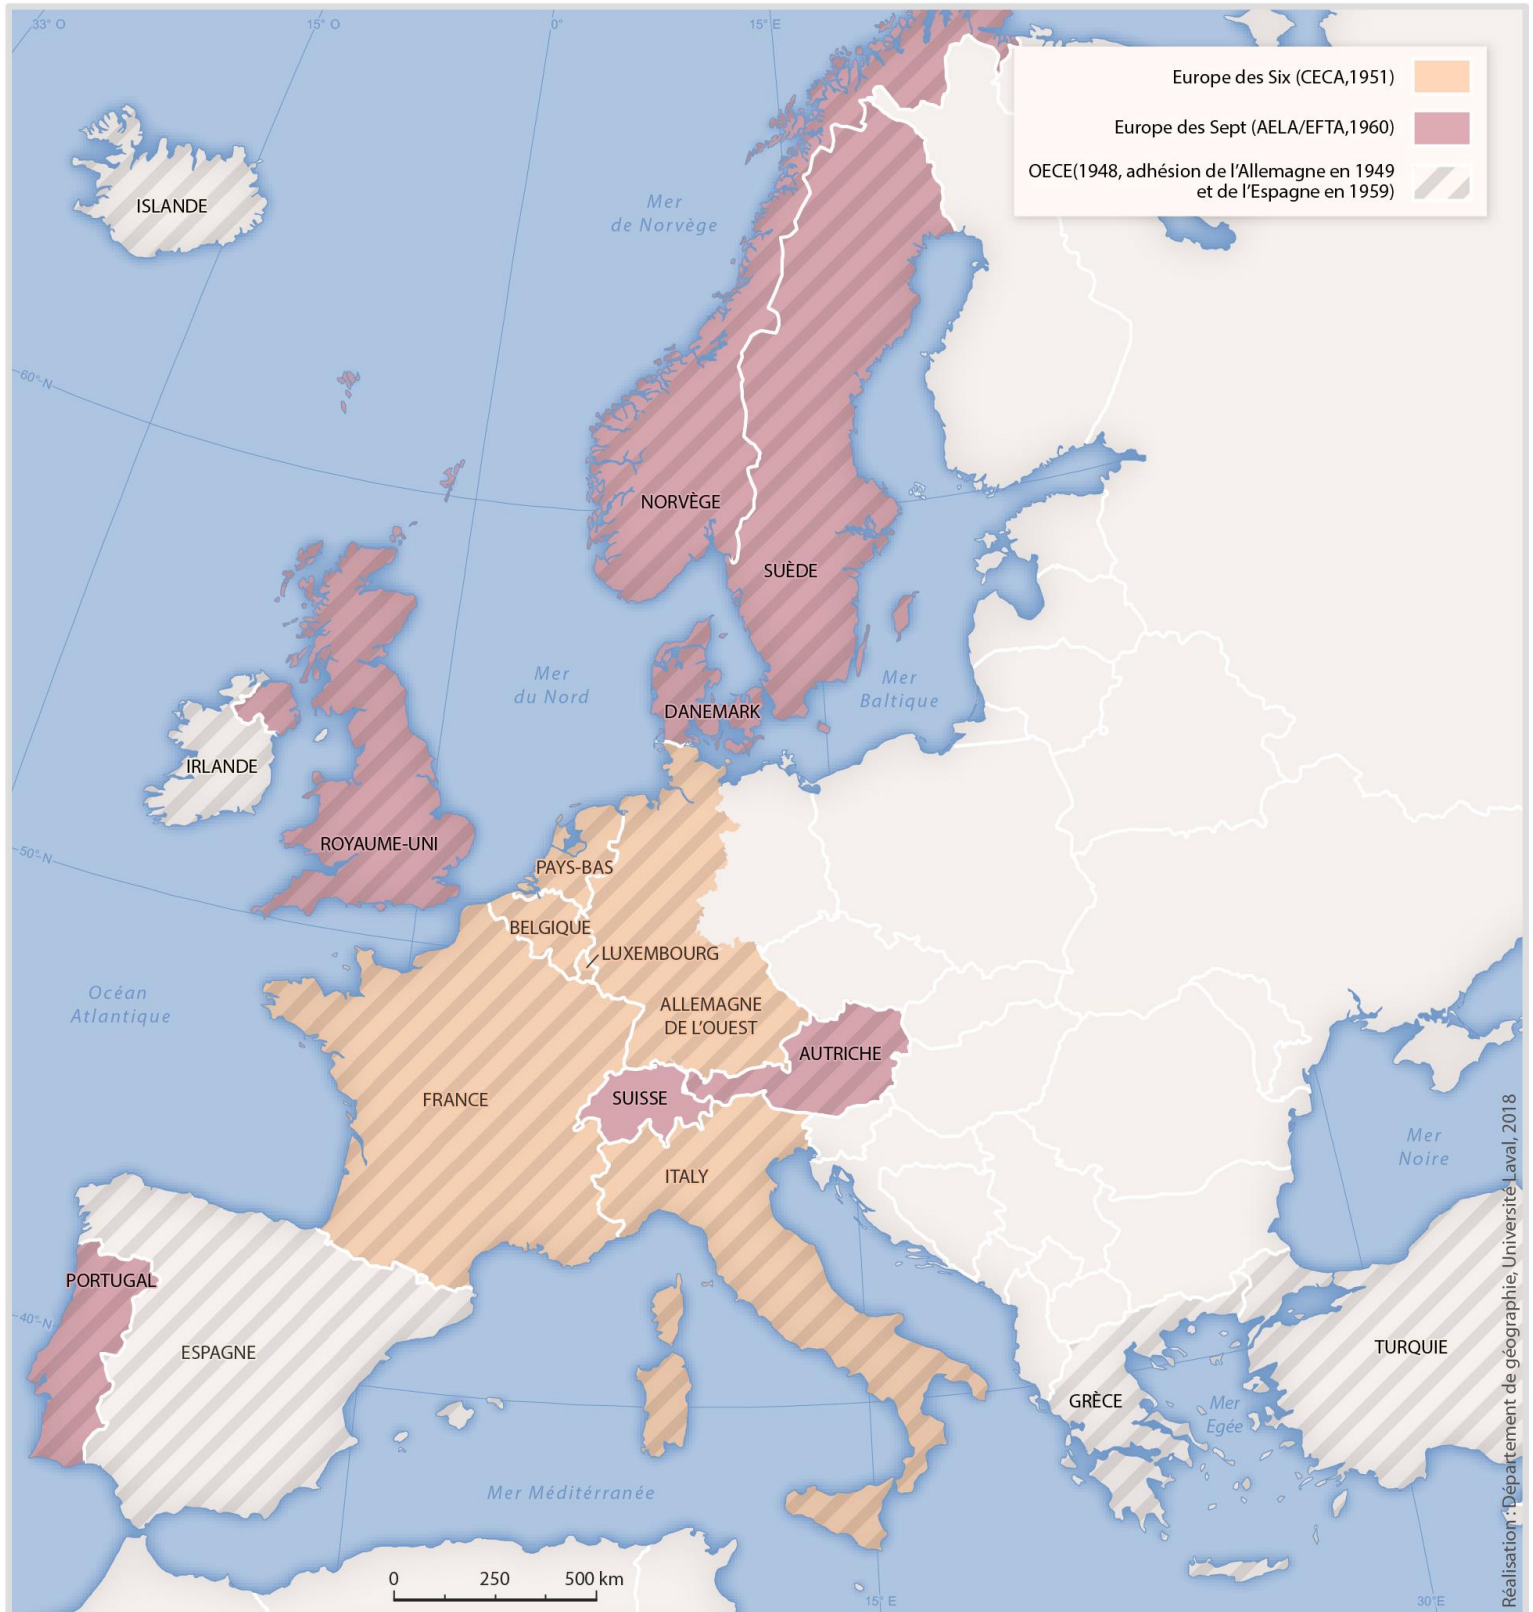 33° O
15° O
0°
15° E
Europe des Six (CECA,1951)
Europe des Sept (AELA/EFTA,1960)
OECE(1948, adhésion de l'Allemagne en 1949
et de l'Espagne en 1959)
ISLANDE
Mer
de Norvège
60° N
NORVÈGE
SUÈDE
Mer
du Nord
Mer
Baltique
DANEMARK
IRLANDE
ROYAUME-UNI
50° N
PAYS-BAS
BELGIQUE
LUXEMBOURG
Océan
Atlantique
ALLEMAGNE
DE L'OUEST
AUTRICHE
SUISSE
FRANCE
ITALY
Mer
Noire
PORTUGAL
40° N
ESPAGNE
TURQUIE
GRÈCE
Mer
Egée
Mer Méditérranée
0 250 500 km
15° E
30°E
Réalisation : Département de géographie, Université Laval, 2018